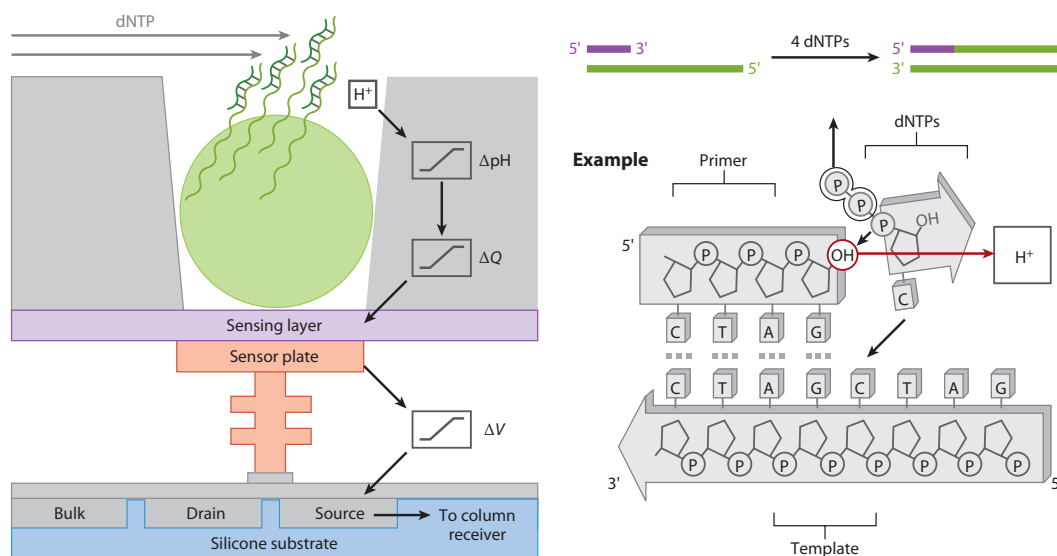 dNTP
H+
ΔpH
ΔQ
Sensing layer
Sensor plate
ΔV
Bulk
Drain
Source
To column
receiver
Silicone substrate
5'
3'
5'
4 dNTPs
5'
3'
Example
Primer
dNTPs
P
P
P
OH
5'
P
P
P
OH
H+
C
C
T
A
G
C
T
A
G
C
T
A
G
P
P
P
P
P
P
P
P
3'
5'
Template